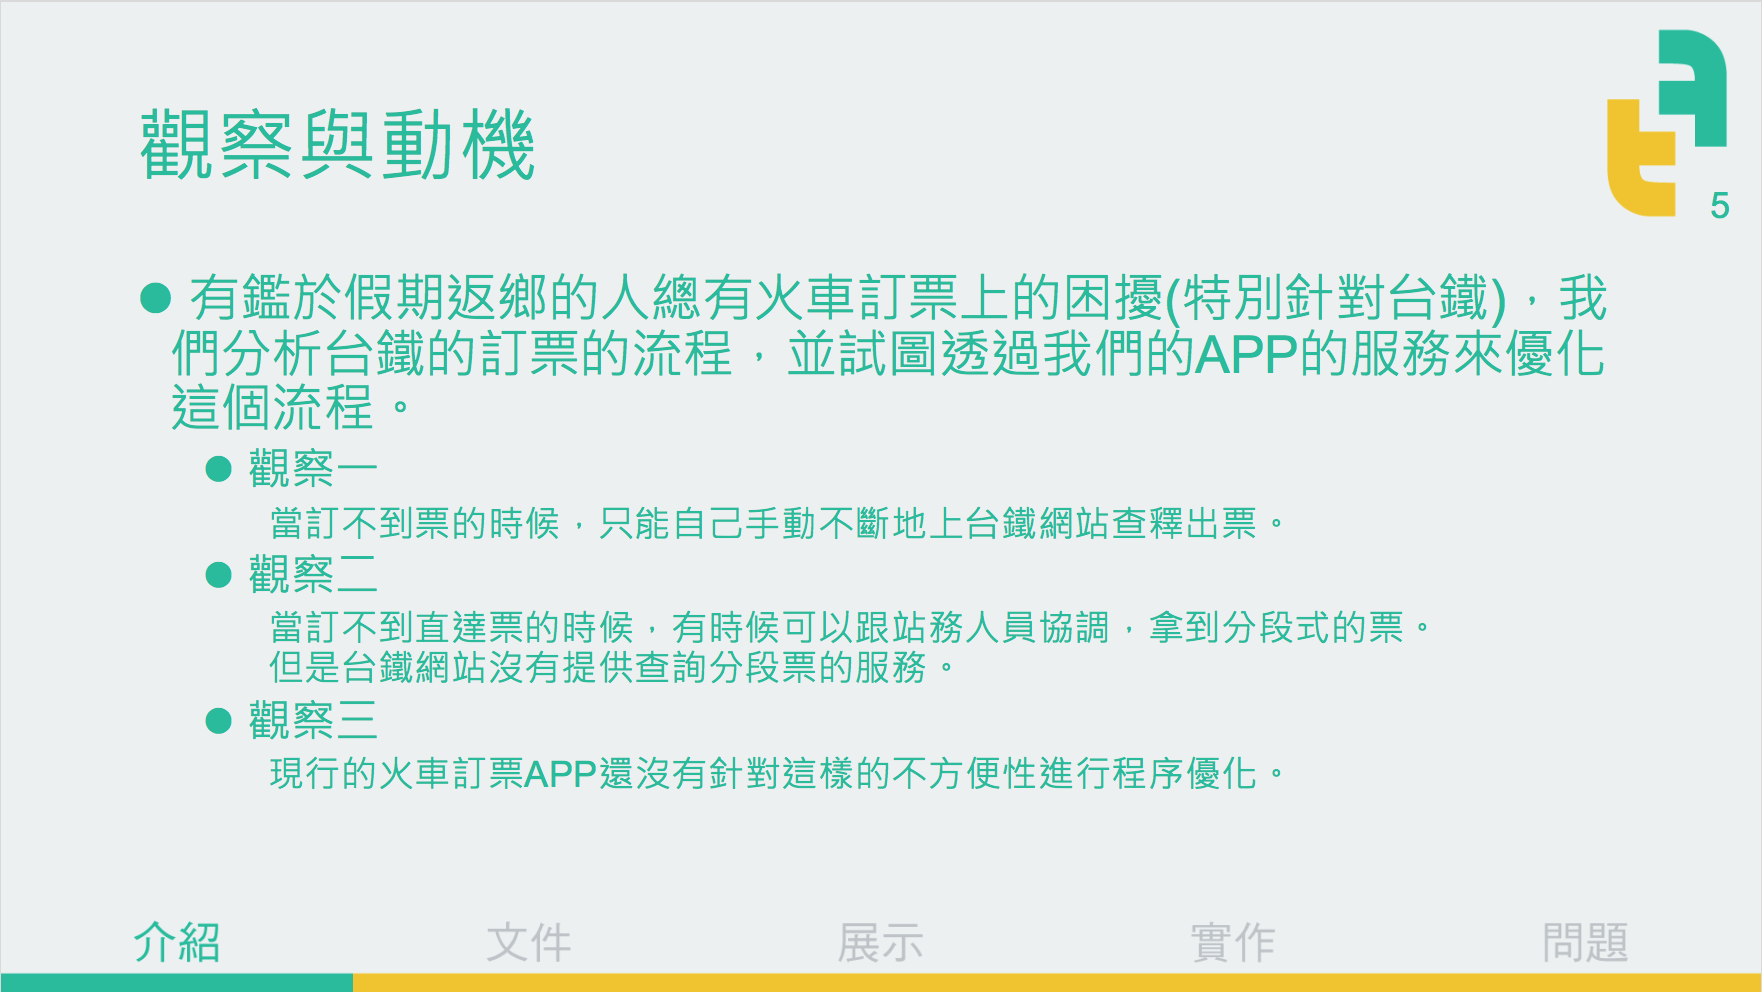 觀察與動機
5
● 有鑑於假期返鄉的人總有火車訂票上的困擾(特別針對台鐵)，我
們分析台鐵的訂票的流程，並試圖透過我們的APP的服務來優化
這個流程。
● 觀察一
當訂不到票的時候，只能自己手動不斷地上台鐵網站查釋出票。
● 觀察二
當訂不到直達票的時候，有時候可以跟站務人員協調，拿到分段式的票。
但是台鐵網站沒有提供查詢分段票的服務。
● 觀察三
現行的火車訂票APP還沒有針對這樣的不方便性進行程序優化。
介紹 文件 展示 實作 問題